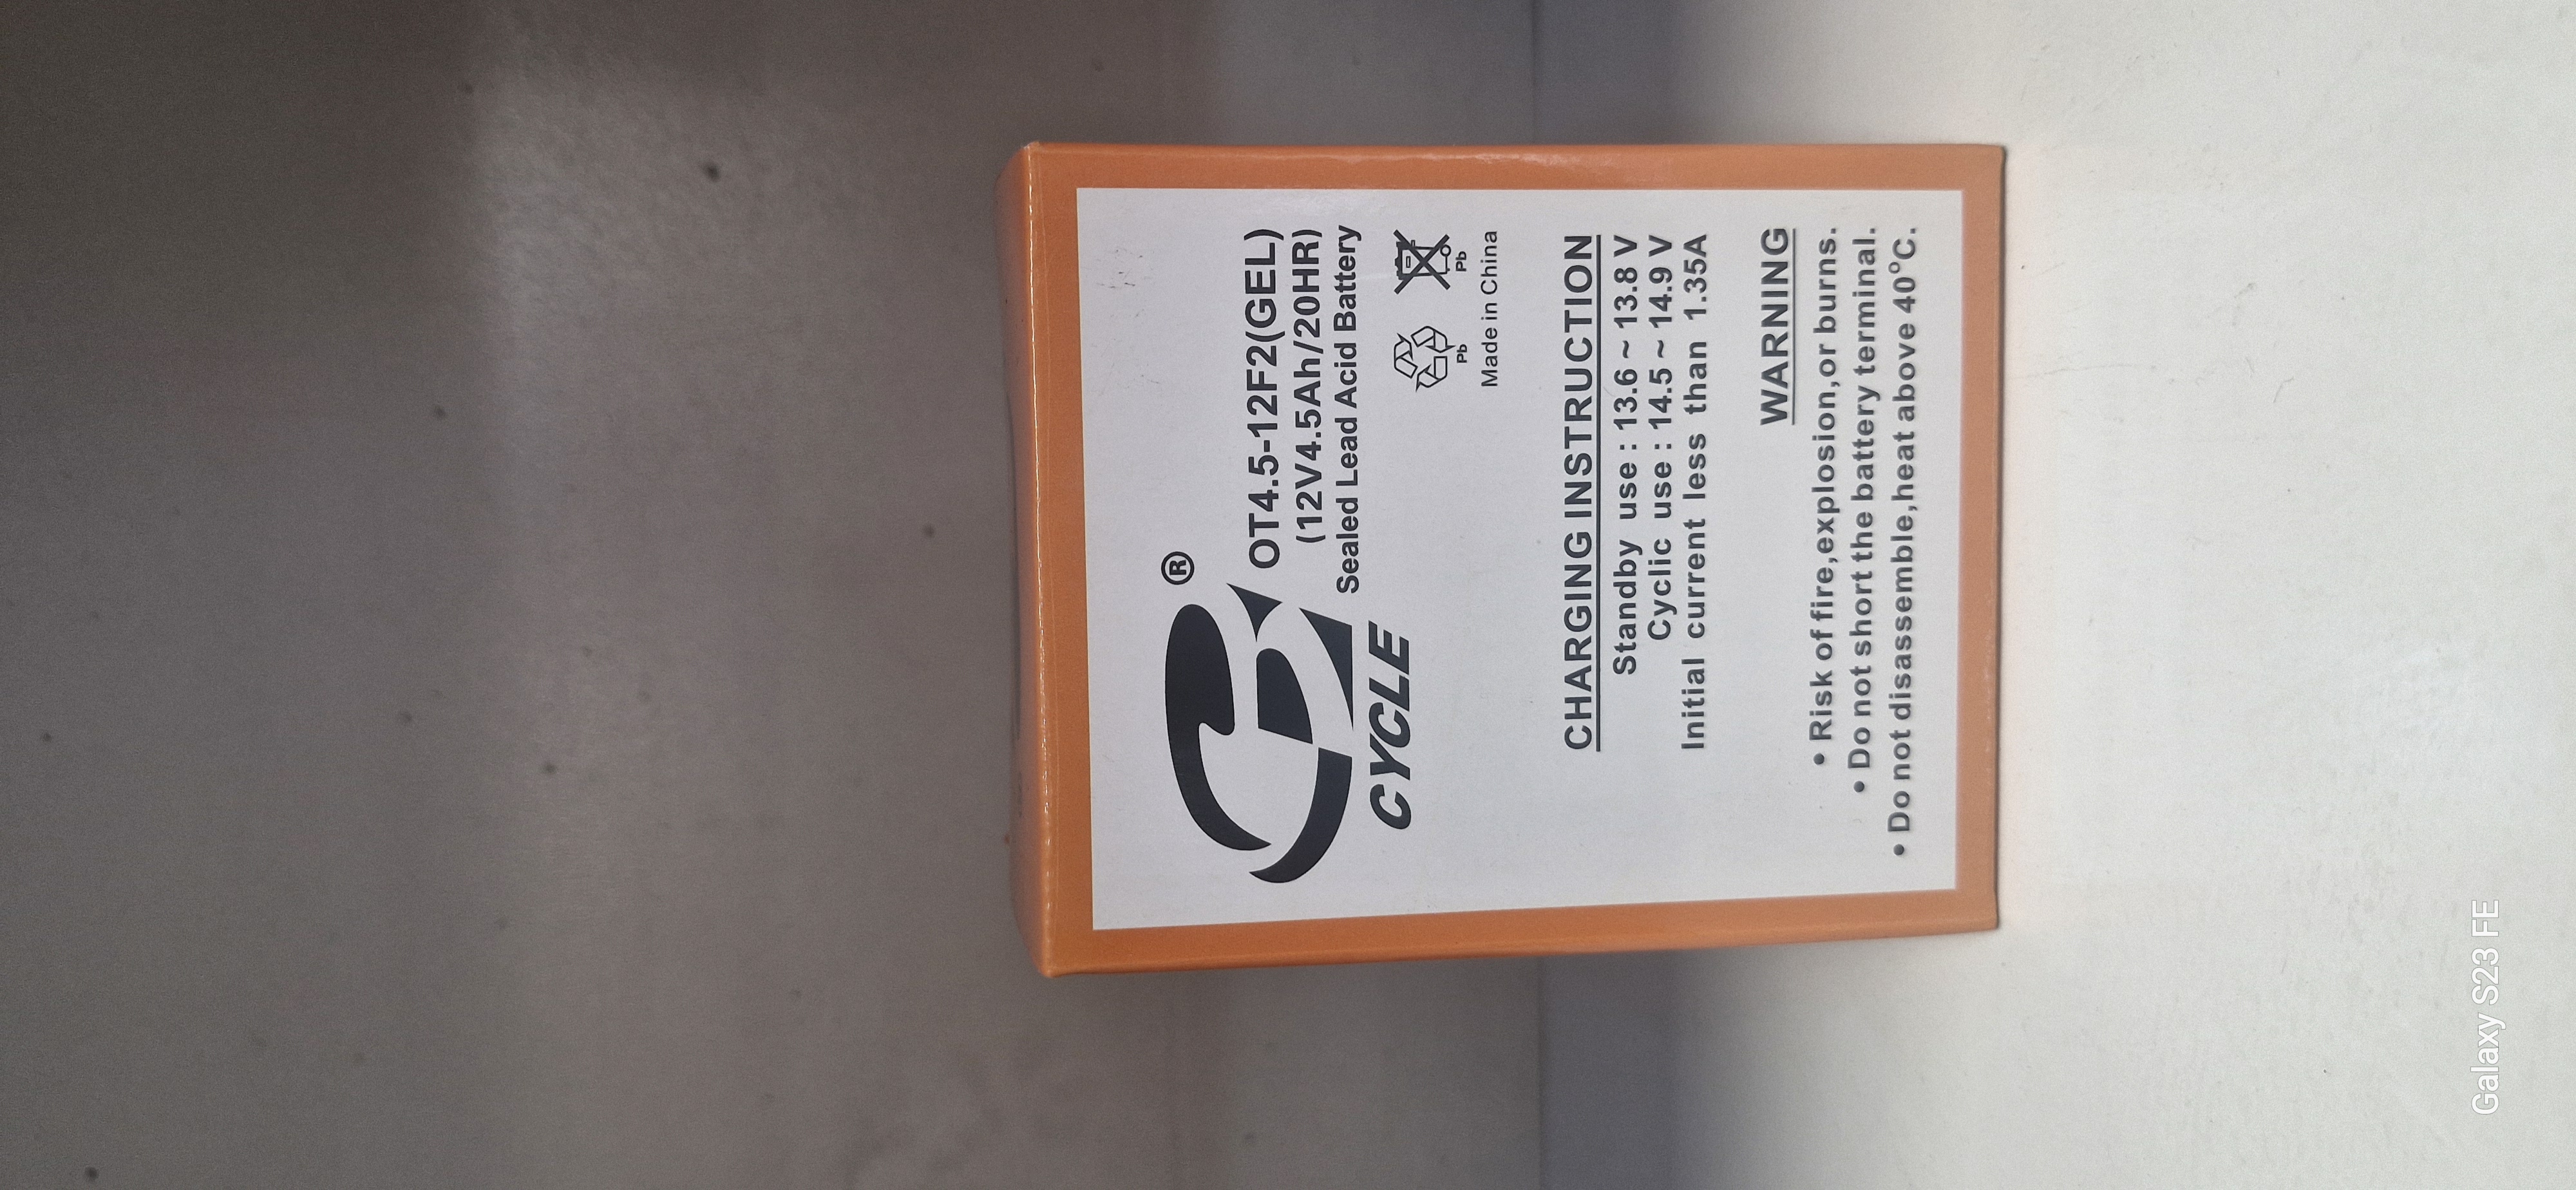 ®
CYCLE
OT4.5-12F2(GEL)
(12V4.5Ah/20HR)
Sealed Lead Acid Battery
Pb
Pb
Made in China
CHARGING INSTRUCTION
Standby use : 13.6 ~ 13.8 V
Cyclic use : 14.5 ~ 14.9 V
Initial current less than 1.35A
WARNING
• Risk of fire,explosion,or burns.
• Do not short the battery terminal.
• Do not disassemble,heat above 40°C.
Galaxy S23 FE